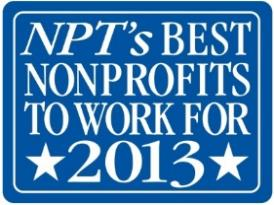 NPT's BEST
NONPROFITS
TO WORK FOR
★ 2013 ★